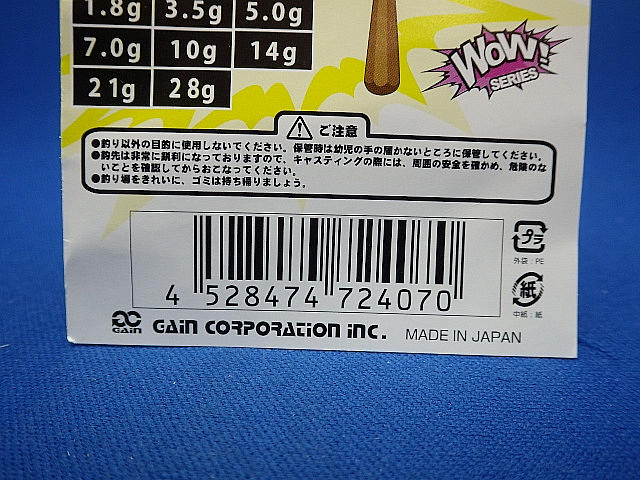 1.8g 3.5g 5.0g
7.0g 10g 14g
21g 28g
WOW!
SERIES
ご注意
●釣り以外の目的に使用しないでください。保管時は幼児の手の届かないところに保管してください。
●釣先は非常に鋭利になっておりますので、キャスティングの際には、周囲の安全を確かめ、危険のな
いことを確認してからおこなってください。
●釣り場をきれいに、ゴミは持ち帰りましょう。
プラ
外袋:PE
紙
中紙:紙
4 528474 724070
GAIN GAIN CORPORATION INC. MADE IN JAPAN